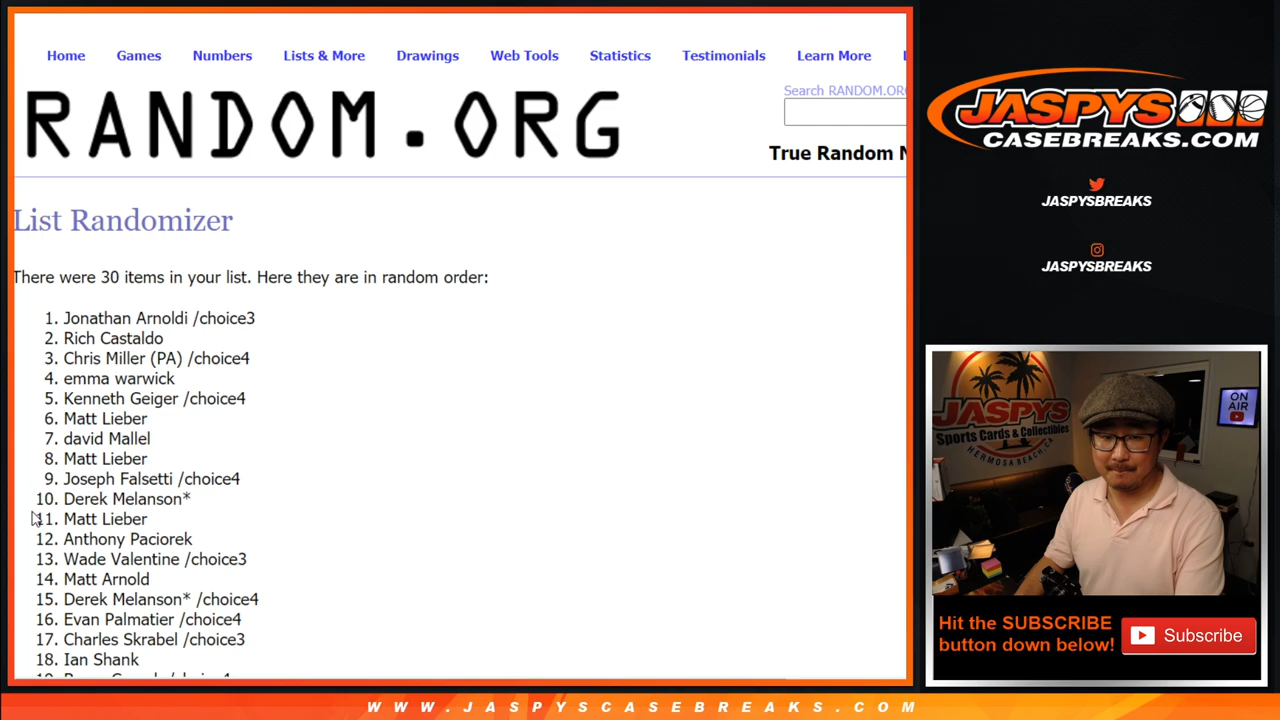 Home Games Numbers Lists & More Drawings Web Tools Statistics Testimonials Learn More
RANDOM.ORG
Search RANDOM.ORG
True Random
List Randomizer
There were 30 items in your list. Here they are in random order:
1. Jonathan Arnoldi /choice3
2. Rich Castaldo
3. Chris Miller (PA) /choice4
4. emma warwick
5. Kenneth Geiger /choice4
6. Matt Lieber
7. david Mallel
8. Matt Lieber
9. Joseph Falsetti /choice4
10. Derek Melanson*
11. Matt Lieber
12. Anthony Paciorek
13. Wade Valentine /choice3
14. Matt Arnold
15. Derek Melanson* /choice4
16. Evan Palmatier /choice4
17. Charles Skrabel /choice3
18. Ian Shank
JASPYS
CASEBREAKS.COM
JASPYSBREAKS
JASPYSBREAKS
JASPYS
Sports Cards & Collectibles
HERMOSA BEACH, CA
ON AIR
Hit the SUBSCRIBE
button down below!
Subscribe
WWW.JASPYSCASEBREAKS.COM